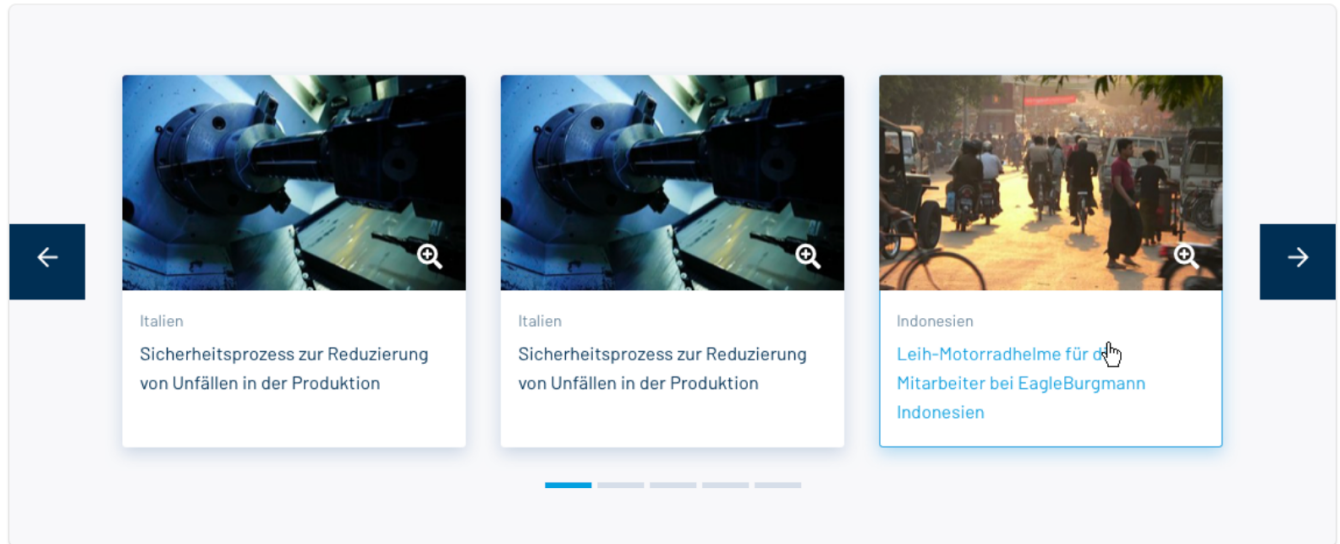 Italien
Sicherheitsprozess zur Reduzierung
von Unfällen in der Produktion
Italien
Sicherheitsprozess zur Reduzierung
von Unfällen in der Produktion
Indonesien
Leih-Motorradhelme für
Mitarbeiter bei EagleBurgmann
Indonesien